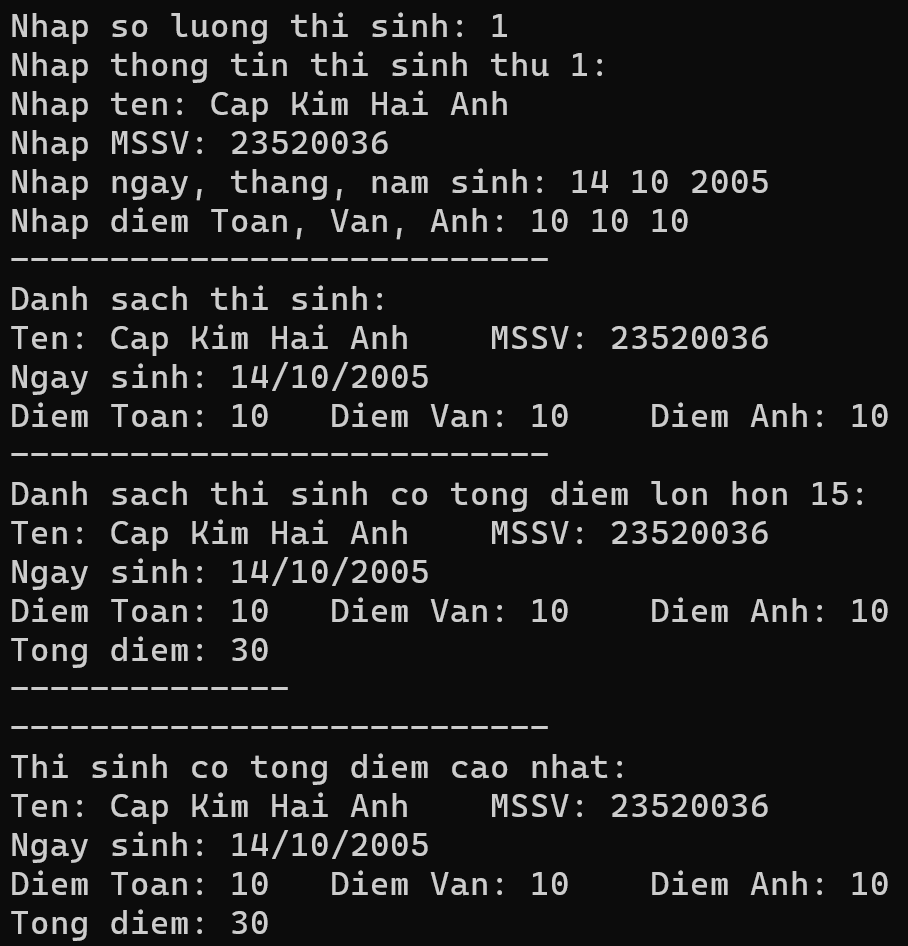 Nhap so luong thi sinh: 1
Nhap thong tin thi sinh thu 1:
Nhap ten: Cap Kim Hai Anh
Nhap MSSV: 23520036
Nhap ngay, thang, nam sinh: 14 10 2005
Nhap diem Toan, Van, Anh: 10 10 10
---------------------------
Danh sach thi sinh:
Ten: Cap Kim Hai Anh    MSSV: 23520036
Ngay sinh: 14/10/2005
Diem Toan: 10   Diem Van: 10    Diem Anh: 10
---------------------------
Danh sach thi sinh co tong diem lon hon 15:
Ten: Cap Kim Hai Anh    MSSV: 23520036
Ngay sinh: 14/10/2005
Diem Toan: 10   Diem Van: 10    Diem Anh: 10
Tong diem: 30
--------------
---------------------------
Thi sinh co tong diem cao nhat:
Ten: Cap Kim Hai Anh    MSSV: 23520036
Ngay sinh: 14/10/2005
Diem Toan: 10   Diem Van: 10    Diem Anh: 10
Tong diem: 30